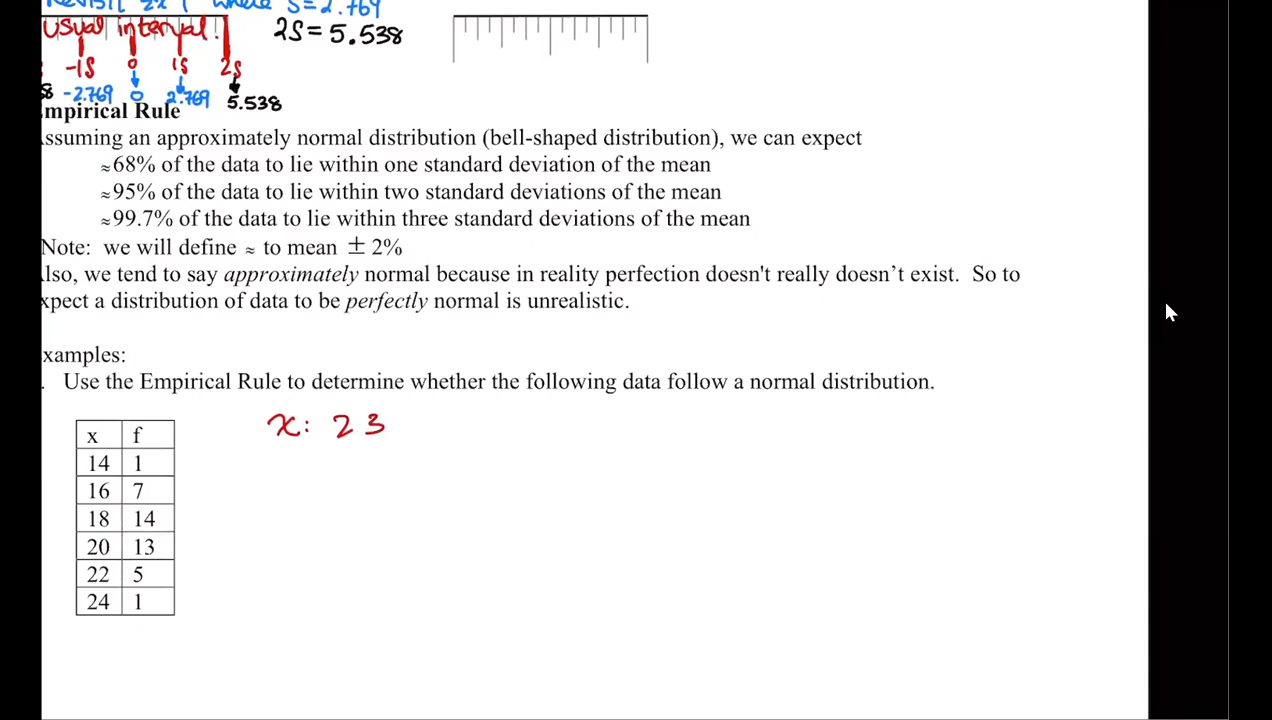 Revisit Ex 1 where S = 2.769
usual interval!
2S = 5.538
-1S 0 1S 2S
-2.769 0 2.769 5.538
mpirical Rule
ssuming an approximately normal distribution (bell-shaped distribution), we can expect
≈68% of the data to lie within one standard deviation of the mean
≈95% of the data to lie within two standard deviations of the mean
≈99.7% of the data to lie within three standard deviations of the mean
Note: we will define ≈ to mean ± 2%
lso, we tend to say approximately normal because in reality perfection doesn't really doesn't exist. So to
xpect a distribution of data to be perfectly normal is unrealistic.
xamples:
. Use the Empirical Rule to determine whether the following data follow a normal distribution.
x: 2 3
x f
14 1
16 7
18 14
20 13
22 5
24 1